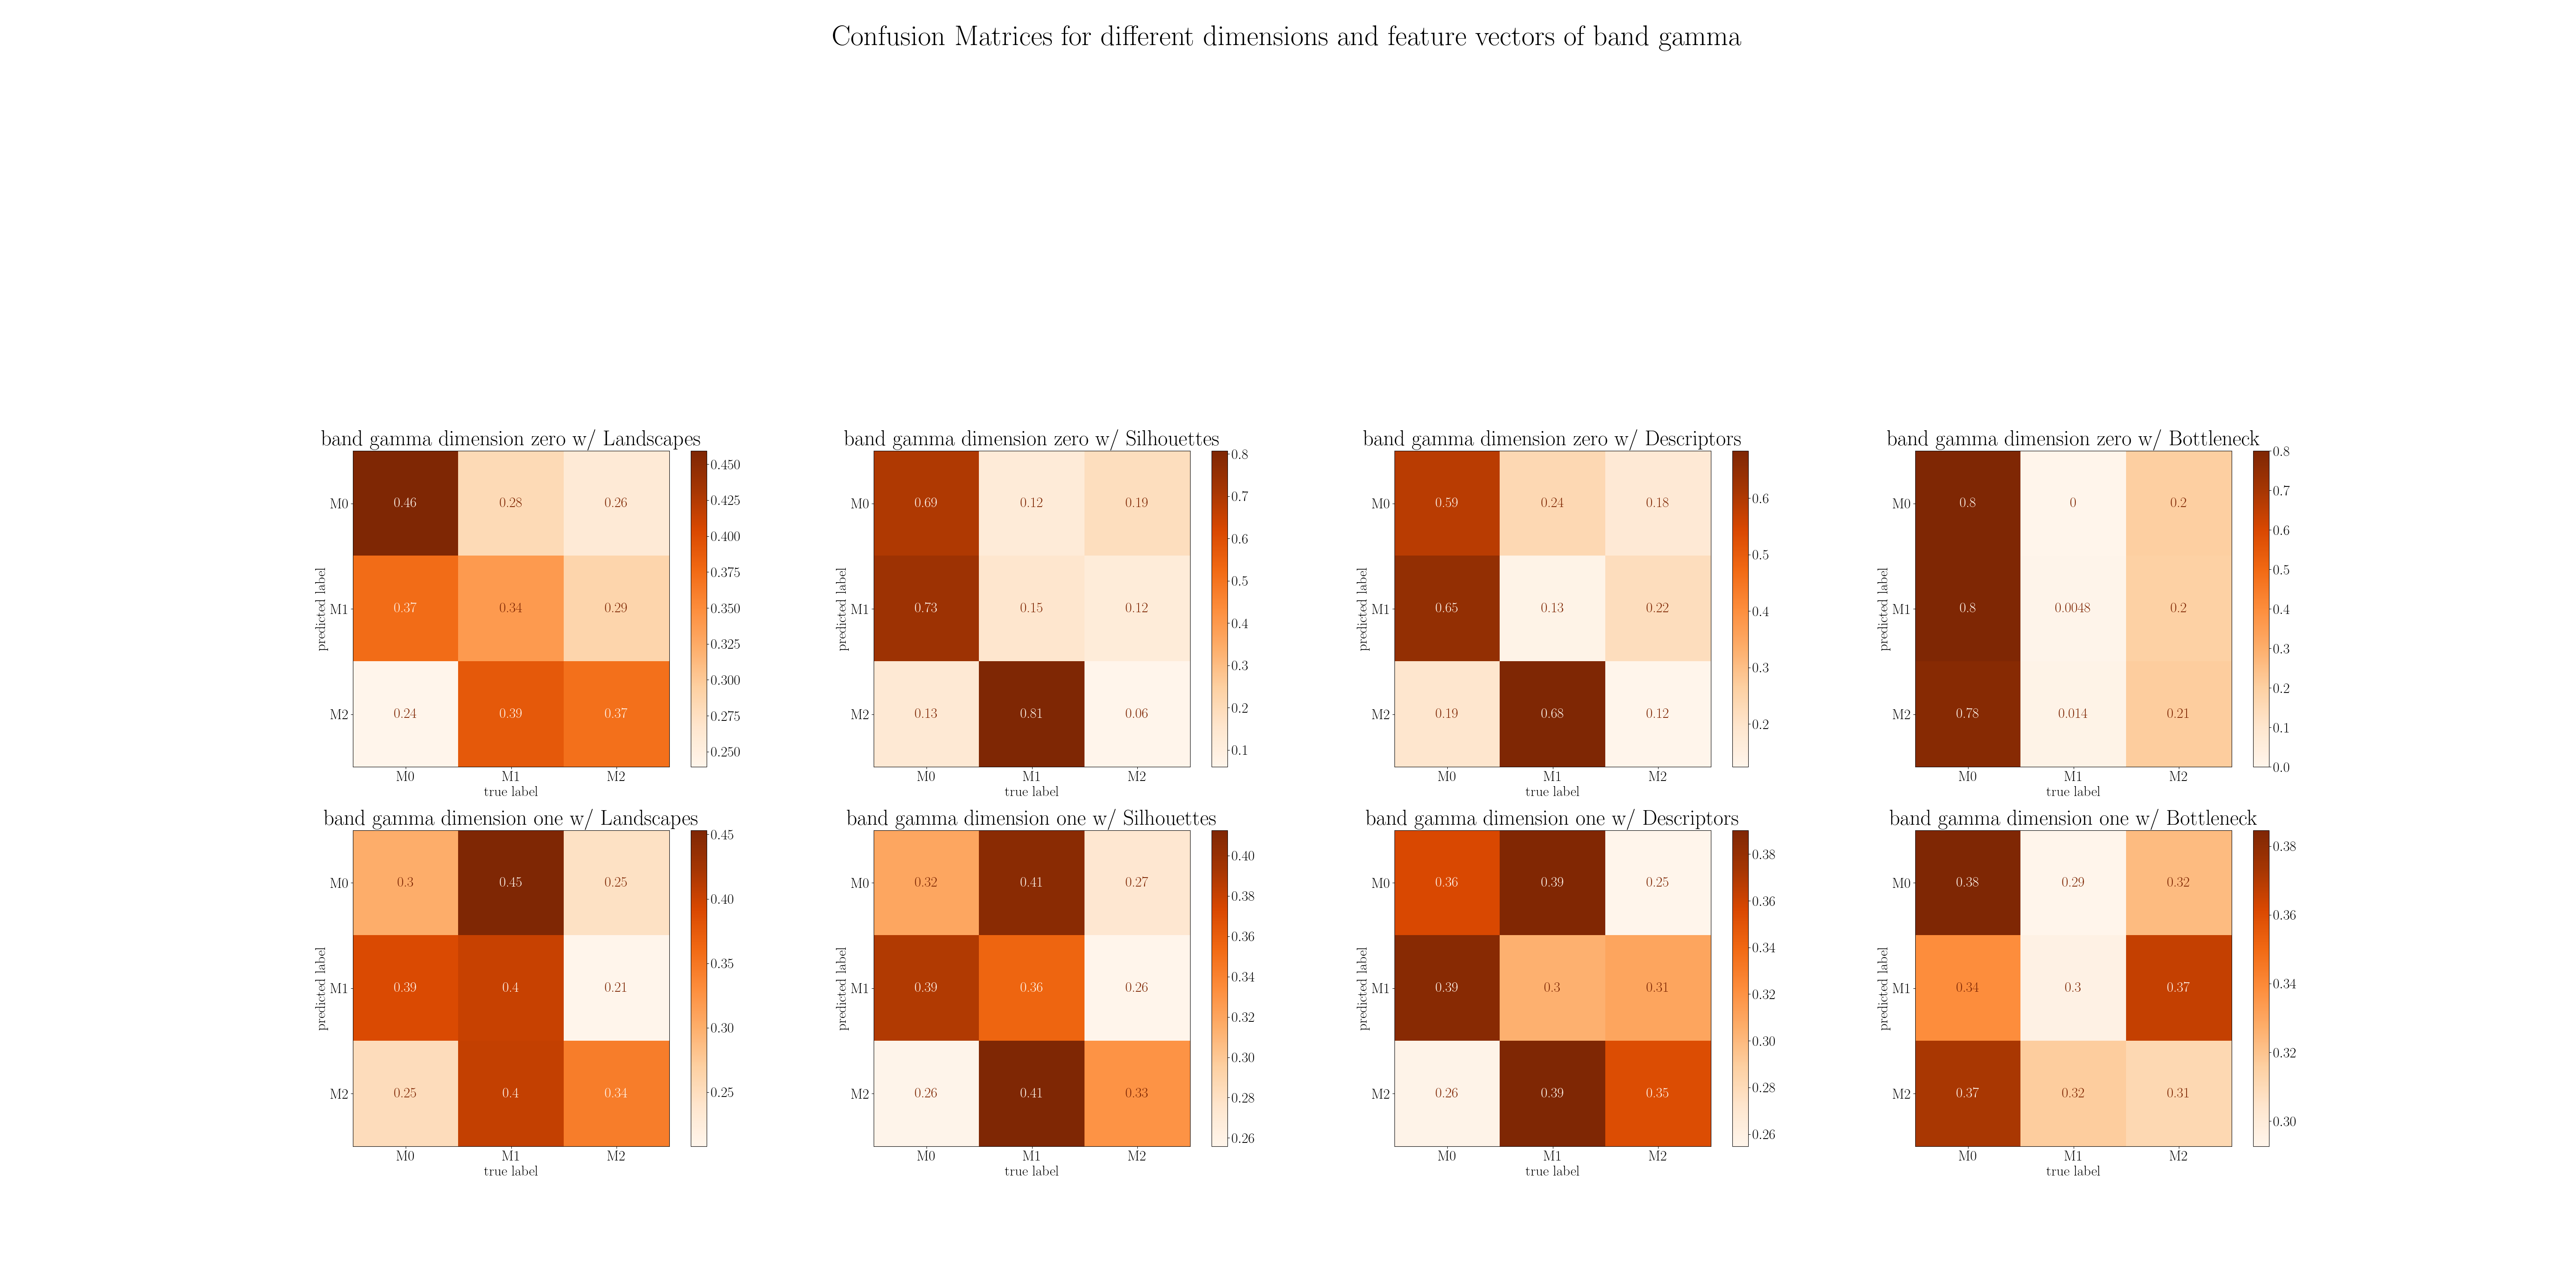 Confusion Matrices for different dimensions and feature vectors of band gamma
band gamma dimension zero w/ Landscapes
predicted label
M0
0.46 0.28 0.26
M1
0.37 0.34 0.29
M2
0.24 0.39 0.37
M0 M1 M2
true label
0.450
0.425
0.400
0.375
0.350
0.325
0.300
0.275
0.250
band gamma dimension zero w/ Silhouettes
predicted label
M0
0.69 0.12 0.19
M1
0.73 0.15 0.12
M2
0.13 0.81 0.06
M0 M1 M2
true label
0.8
0.7
0.6
0.5
0.4
0.3
0.2
0.1
band gamma dimension zero w/ Descriptors
predicted label
M0
0.59 0.24 0.18
M1
0.65 0.13 0.22
M2
0.19 0.68 0.12
M0 M1 M2
true label
0.6
0.5
0.4
0.3
0.2
band gamma dimension zero w/ Bottleneck
predicted label
M0
0.8 0 0.2
M1
0.8 0.0048 0.2
M2
0.78 0.014 0.21
M0 M1 M2
true label
0.8
0.7
0.6
0.5
0.4
0.3
0.2
0.1
0.0
band gamma dimension one w/ Landscapes
predicted label
M0
0.3 0.45 0.25
M1
0.39 0.4 0.21
M2
0.25 0.4 0.34
M0 M1 M2
true label
0.45
0.40
0.35
0.30
0.25
band gamma dimension one w/ Silhouettes
predicted label
M0
0.32 0.41 0.27
M1
0.39 0.36 0.26
M2
0.26 0.41 0.33
M0 M1 M2
true label
0.40
0.38
0.36
0.34
0.32
0.30
0.28
0.26
band gamma dimension one w/ Descriptors
predicted label
M0
0.36 0.39 0.25
M1
0.39 0.3 0.31
M2
0.26 0.39 0.35
M0 M1 M2
true label
0.38
0.36
0.34
0.32
0.30
0.28
0.26
band gamma dimension one w/ Bottleneck
predicted label
M0
0.38 0.29 0.32
M1
0.34 0.3 0.37
M2
0.37 0.32 0.31
M0 M1 M2
true label
0.38
0.36
0.34
0.32
0.30